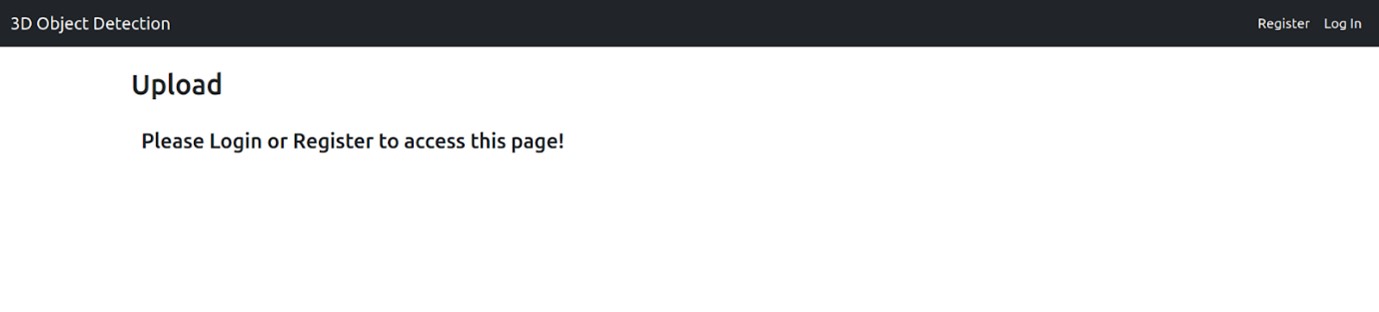 3D Object Detection
Register Log In
Upload
Please Login or Register to access this page!